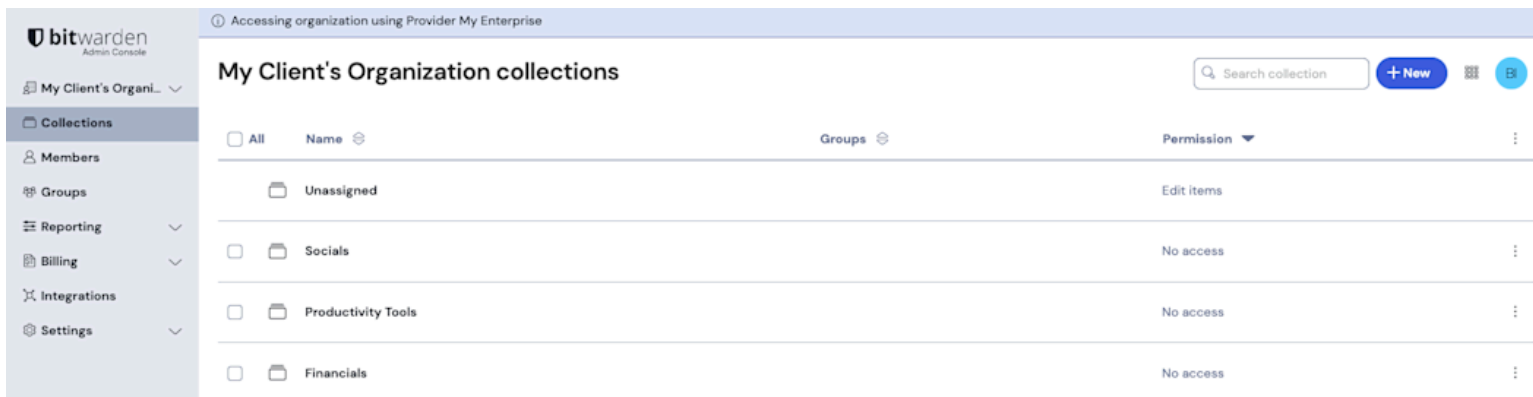 Accessing organization using Provider My Enterprise
bitwarden
Admin Console
My Client's Organi...
Collections
Members
Groups
Reporting
Billing
Integrations
Settings
My Client's Organization collections
Search collection
+ New
BI
All Name Groups Permission
Unassigned Edit items
Socials No access
Productivity Tools No access
Financials No access